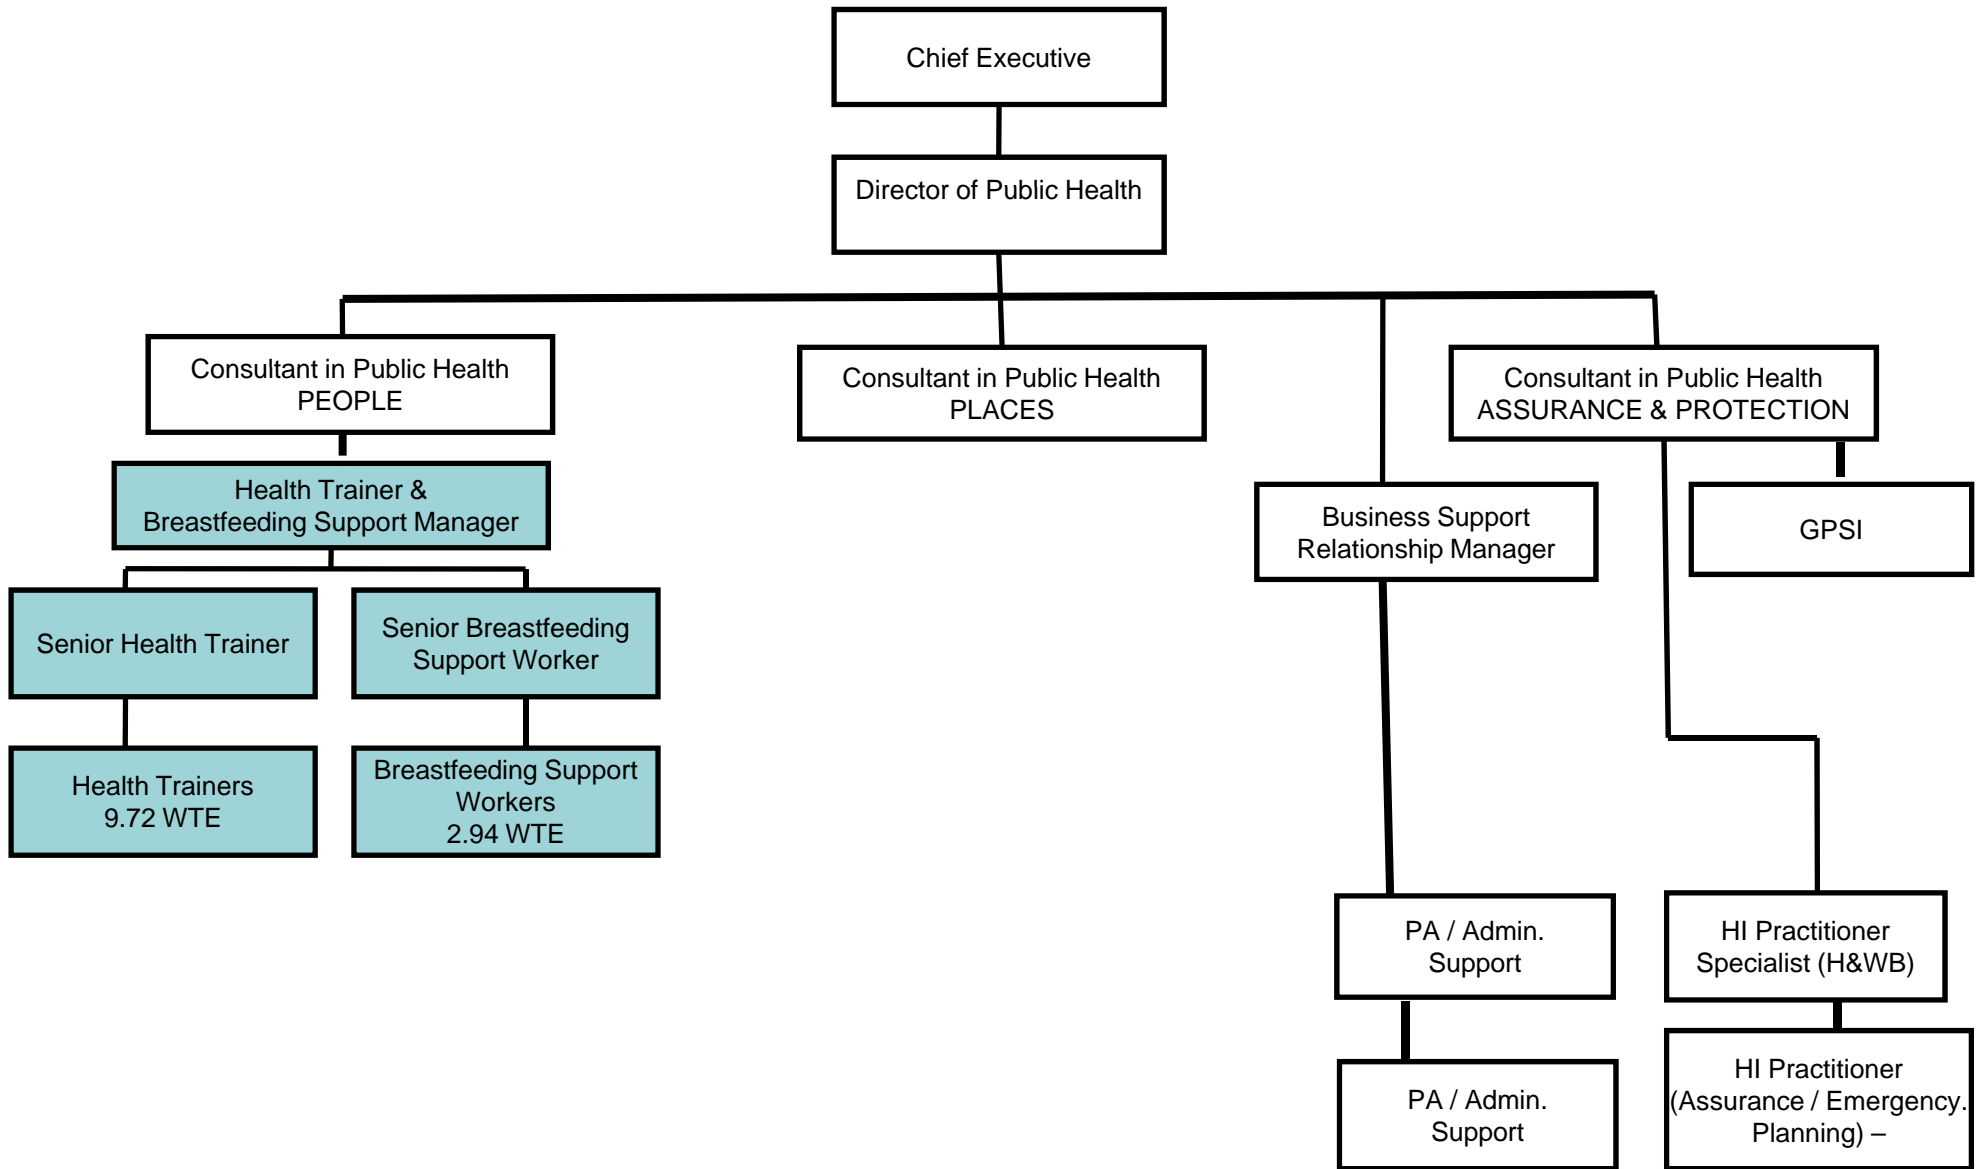 Chief Executive
Director of Public Health
Consultant in Public Health
PEOPLE
Consultant in Public Health
PLACES
Consultant in Public Health
ASSURANCE & PROTECTION
Health Trainer &
Breastfeeding Support Manager
Business Support
Relationship Manager
GPSI
Senior Health Trainer
Senior Breastfeeding
Support Worker
Health Trainers
9.72 WTE
Breastfeeding Support
Workers
2.94 WTE
PA / Admin.
Support
HI Practitioner
Specialist (H&WB)
PA / Admin.
Support
HI Practitioner
(Assurance / Emergency.
Planning) –